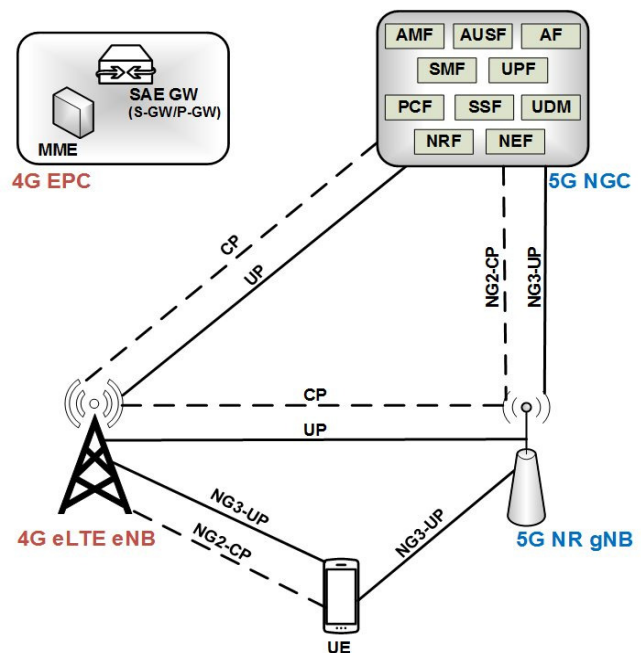 SAE GW
(S-GW/P-GW)
MME
4G EPC
AMF AUSF AF
SMF UPF
PCF SSF UDM
NRF NEF
5G NGC
CP
UP
NG2-CP
NG3-UP
CP
UP
4G eLTE eNB
NG3-UP
NG2-CP
NG3-UP
5G NR gNB
UE